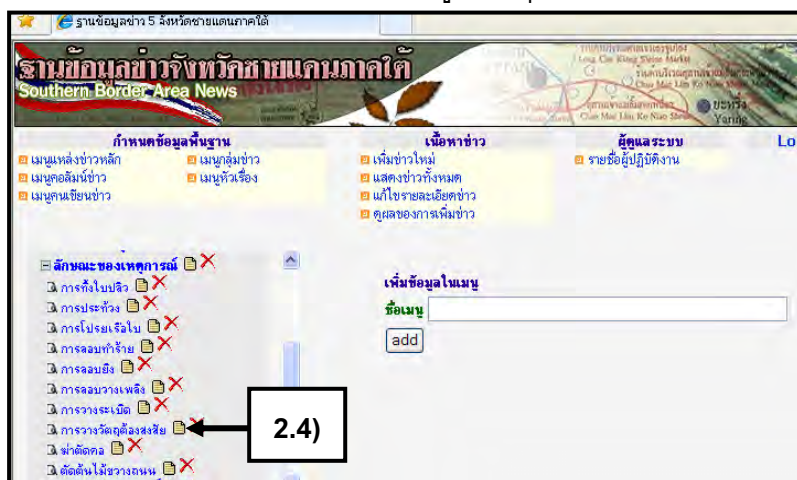 ฐานข้อมูลข่าว 5 จังหวัดชายแดนภาคใต้
ฐานข้อมูลข่าวจังหวัดชายแดนภาคใต้
Southern Border Area News
ปะหรัง
Yaring
กำหนดข้อมูลพื้นฐาน
เมนูแหล่งข่าวหลัก เมนูกลุ่มข่าว
เมนูคอลัมน์ข่าว เมนูหัวเรื่อง
เมนูคนเขียนข่าว
เนื้อหาข่าว
เพิ่มข่าวใหม่
แสดงข่าวทั้งหมด
แก้ไขรายละเอียดข่าว
ดูผลของการเพิ่มข่าว
ผู้ดูแลระบบ
รายชื่อผู้ปฏิบัติงาน
Lo
ลักษณะของเหตุการณ์
การทิ้งใบปลิว
การประท้วง
การโปรยเรือใบ
การลอบทำร้าย
การลอบยิง
การลอบวางเพลิง
การวางระเบิด
การวางวัตถุต้องสงสัย
ฆ่าตัดคอ
ตัดต้นไม้ขวางถนน
เพิ่มข้อมูลในเมนู
ชื่อเมนู
add
2.4)